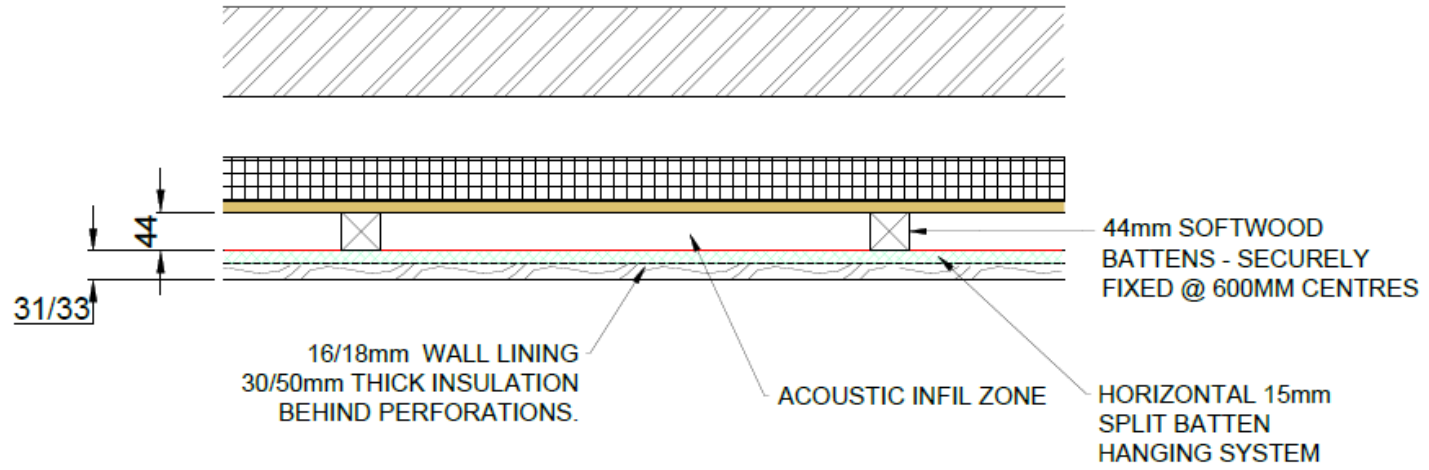 44
31/33
44mm SOFTWOOD
BATTENS - SECURELY
FIXED @ 600MM CENTRES
16/18mm WALL LINING
30/50mm THICK INSULATION
BEHIND PERFORATIONS.
ACOUSTIC INFIL ZONE
HORIZONTAL 15mm
SPLIT BATTEN
HANGING SYSTEM